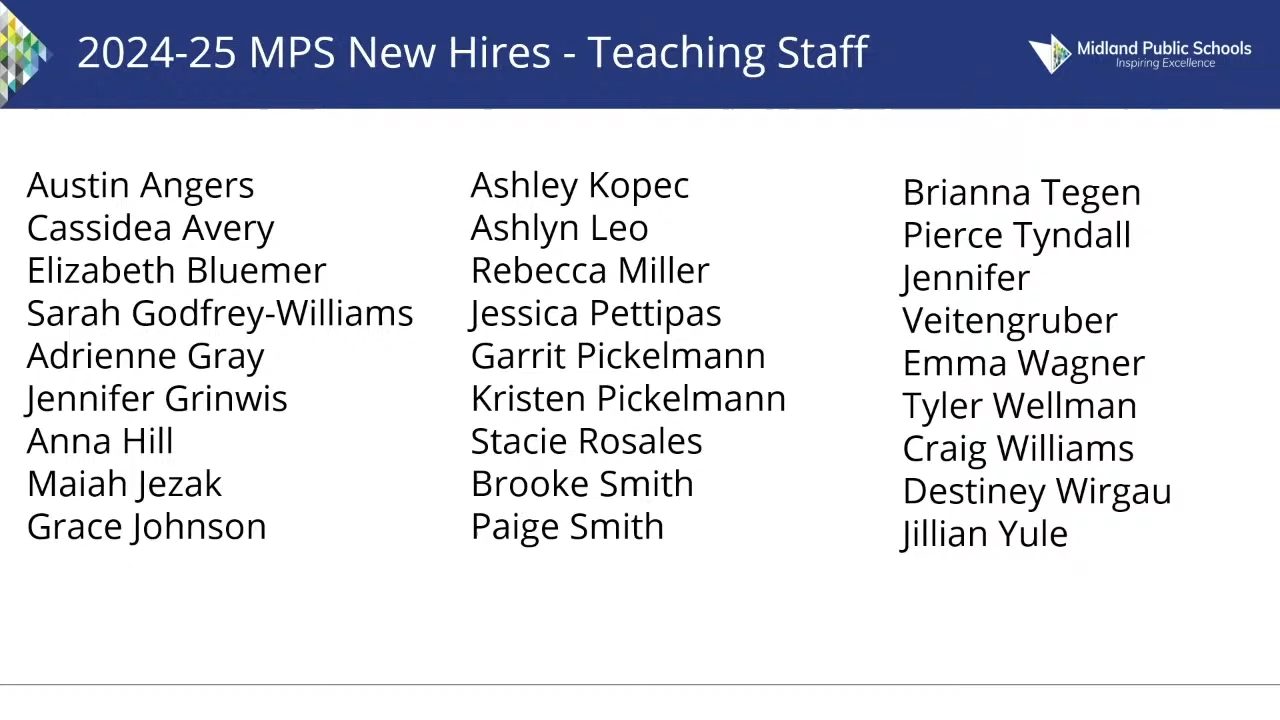 2024-25 MPS New Hires - Teaching Staff
Midland Public Schools
Inspiring Excellence
Austin Angers
Cassidea Avery
Elizabeth Bluemer
Sarah Godfrey-Williams
Adrienne Gray
Jennifer Grinwis
Anna Hill
Maiah Jezak
Grace Johnson
Ashley Kopec
Ashlyn Leo
Rebecca Miller
Jessica Pettipas
Garrit Pickelmann
Kristen Pickelmann
Stacie Rosales
Brooke Smith
Paige Smith
Brianna Tegen
Pierce Tyndall
Jennifer
Veitengruber
Emma Wagner
Tyler Wellman
Craig Williams
Destiney Wirgau
Jillian Yule